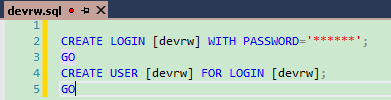 devrw.sql
1
2 CREATE LOGIN [devrw] WITH PASSWORD='******';
3 GO
4 CREATE USER [devrw] FOR LOGIN [devrw];
5 GO